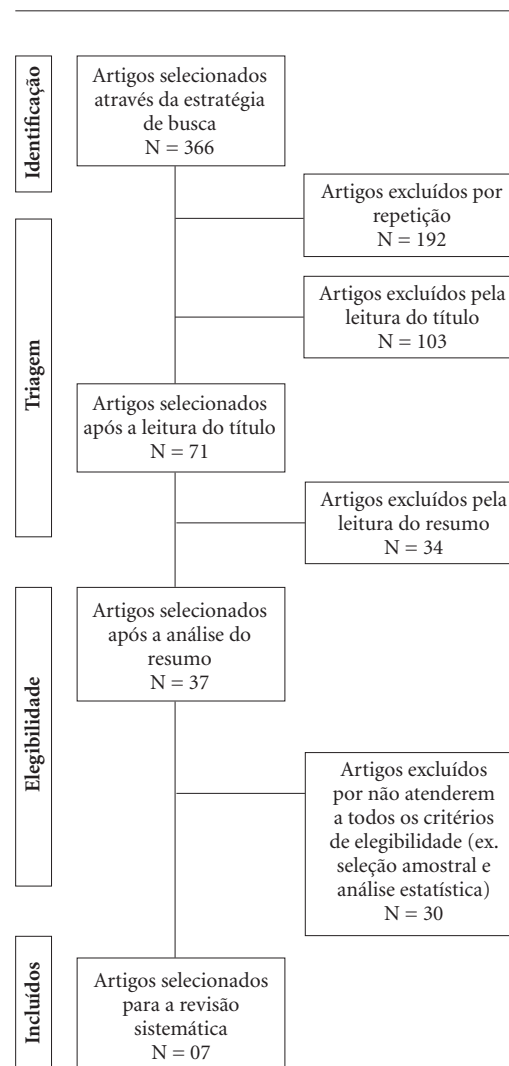 Identificação
Artigos selecionados
através da estratégia
de busca
N = 366
Artigos excluídos por
repetição
N = 192
Triagem
Artigos excluídos pela
leitura do título
N = 103
Artigos selecionados
após a leitura do título
N = 71
Artigos excluídos pela
leitura do resumo
N = 34
Elegibilidade
Artigos selecionados
após a análise do
resumo
N = 37
Artigos excluídos
por não atenderem
a todos os critérios
de elegibilidade (ex.
seleção amostral e
análise estatística)
N = 30
Incluídos
Artigos selecionados
para a revisão
sistemática
N = 07